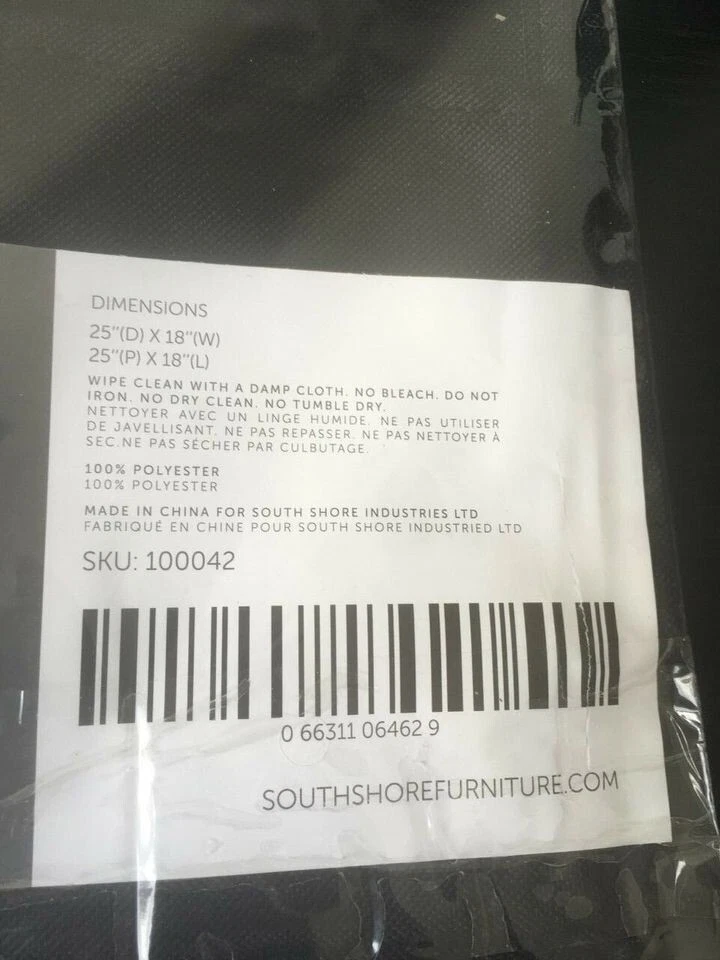 DIMENSIONS
25"(D) X 18"(W)
25"(P) X 18"(L)
WIPE CLEAN WITH A DAMP CLOTH. NO BLEACH. DO NOT
IRON. NO DRY CLEAN. NO TUMBLE DRY.
NETTOYER AVEC UN LINGE HUMIDE. NE PAS UTILISER
DE JAVELLISANT. NE PAS REPASSER. NE PAS NETTOYER À
SEC.NE PAS SÉCHER PAR CULBUTAGE.
100% POLYESTER
100% POLYESTER
MADE IN CHINA FOR SOUTH SHORE INDUSTRIES LTD
FABRIQUÉ EN CHINE POUR SOUTH SHORE INDUSTRIED LTD
SKU: 100042
0 66311 06462 9
SOUTHSHOREFURNITURE.COM